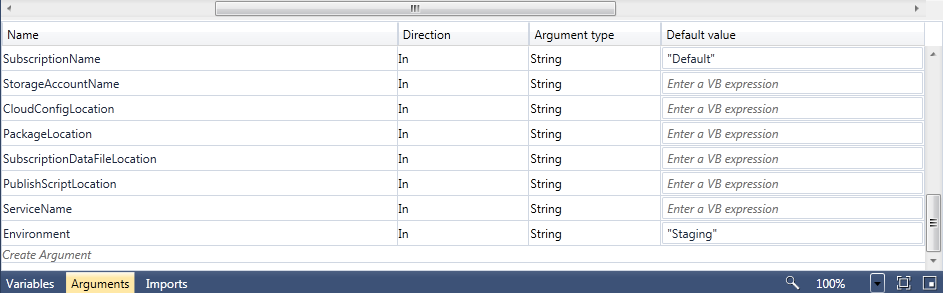 Name Direction Argument type Default value
SubscriptionName In String "Default"
StorageAccountName In String Enter a VB expression
CloudConfigLocation In String Enter a VB expression
PackageLocation In String Enter a VB expression
SubscriptionDataFileLocation In String Enter a VB expression
PublishScriptLocation In String Enter a VB expression
ServiceName In String Enter a VB expression
Environment In String "Staging"
Create Argument
Variables Arguments Imports 100%